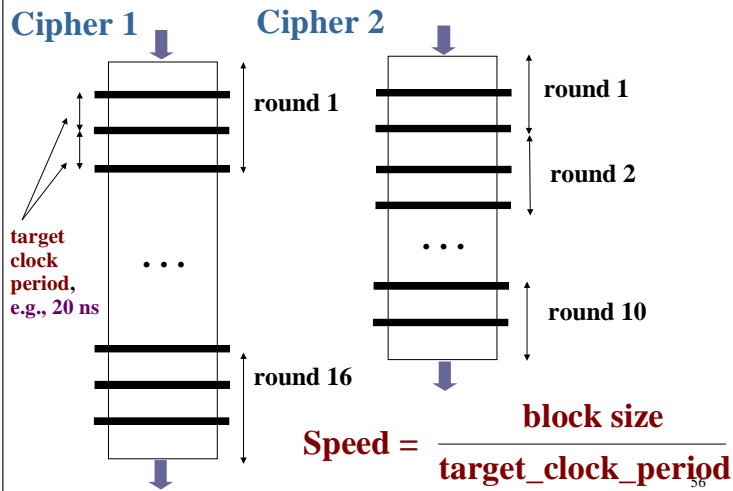 Cipher 1
Cipher 2
round 1
round 1
round 2
target
clock
period,
e.g., 20 ns
. . .
. . .
round 10
round 16
Speed =
block size
target_clock_period
56